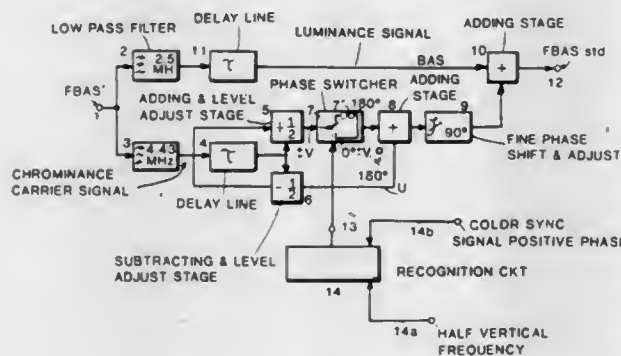 LOW PASS FILTER
DELAY LINE
LUMINANCE SIGNAL
2
2.5
MH
11
τ
BAS
10
+
FBAS std
12
FBAS'
1
ADDING & LEVEL
ADJUST STAGE
PHASE SWITCHER
ADDING
STAGE
5
+ 1/2
7
7'
180°
8
+
9
90°
FINE PHASE
SHIFT & ADJUST
3
4.43
MHz
4
τ
±V
0°±V
180°
CHROMINANCE
CARRIER SIGNAL
DELAY LINE
- 1/2
6
U
13
14b
COLOR SYNC
SIGNAL POSITIVE PHASE
SUBTRACTING & LEVEL
ADJUST STAGE
RECOGNITION CKT
14
14a
HALF VERTICAL
FREQUENCY